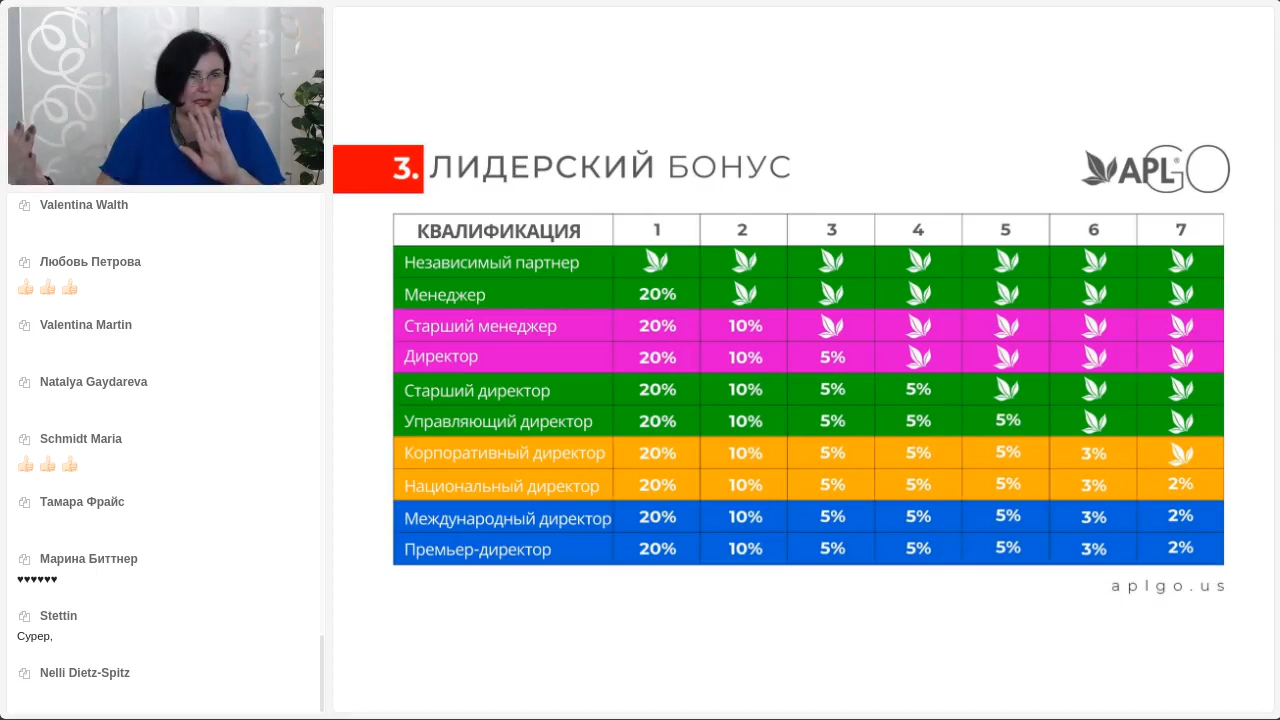 Valentina Walth
Любовь Петрова
Valentina Martin
Natalya Gaydareva
Schmidt Maria
Тамара Фрайс
Марина Биттнер
♥♥♥♥♥♥
Stettin
Сурер,
Nelli Dietz-Spitz
3. ЛИДЕРСКИЙ БОНУС
APL GO
КВАЛИФИКАЦИЯ 1 2 3 4 5 6 7
Независимый партнер
Менеджер 20%
Старший менеджер 20% 10%
Директор 20% 10% 5%
Старший директор 20% 10% 5% 5%
Управляющий директор 20% 10% 5% 5% 5%
Корпоративный директор 20% 10% 5% 5% 5% 3%
Национальный директор 20% 10% 5% 5% 5% 3% 2%
Международный директор 20% 10% 5% 5% 5% 3% 2%
Премьер-директор 20% 10% 5% 5% 5% 3% 2%
aplgo.us